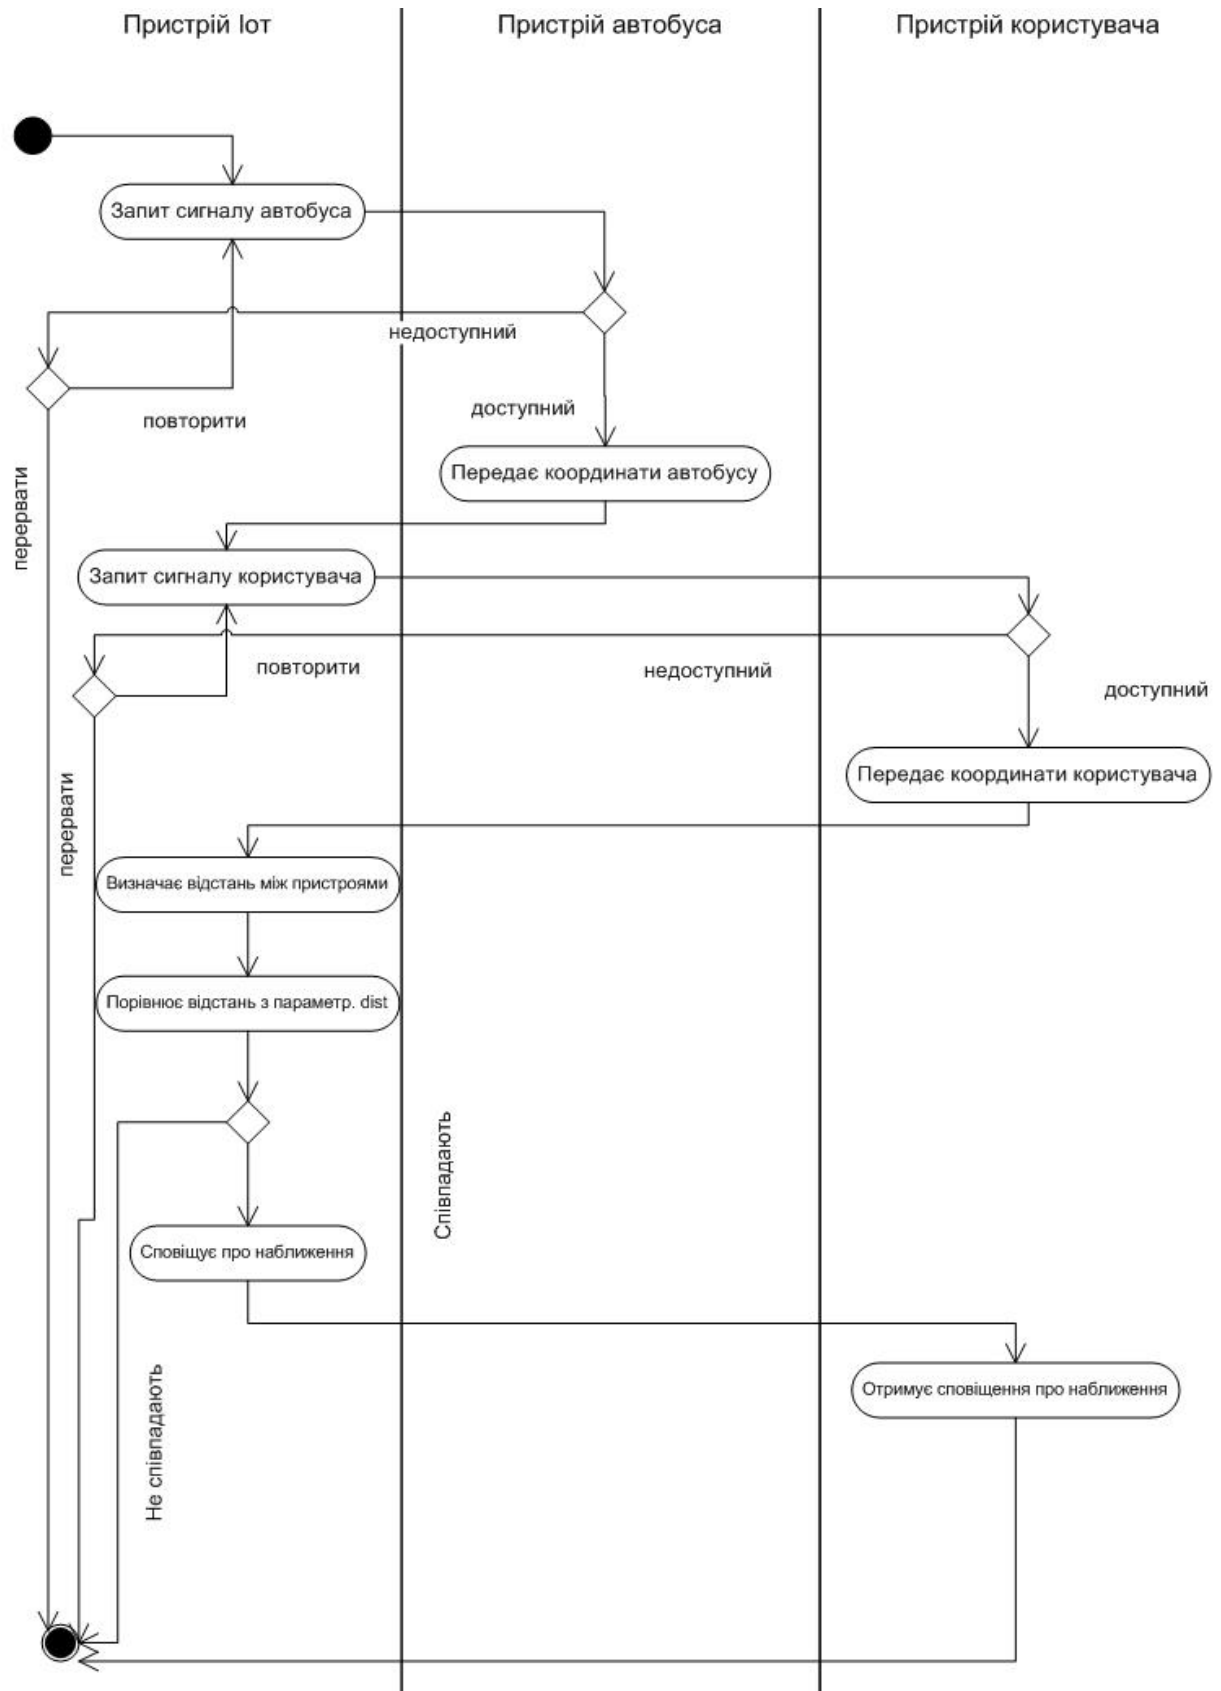 Пристрій Іот
Пристрій автобуса
Пристрій користувача
Запит сигналу автобуса
недоступний
повторити
доступний
перервати
Передає координати автобусу
Запит сигналу користувача
повторити
недоступний
доступний
перервати
Передає координати користувача
Визначає відстань між пристроями
Порівнює відстань з параметр. dist
Співпадають
Сповіщує про наближення
Не співпадають
Отримує сповіщення про наближення